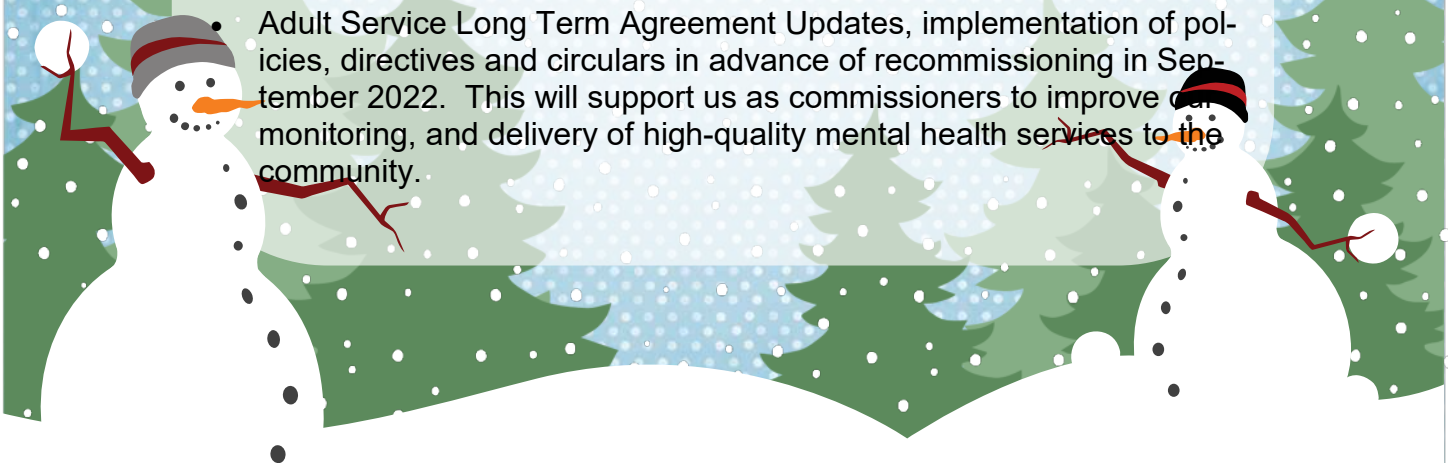 • Adult Service Long Term Agreement Updates, implementation of pol-
icies, directives and circulars in advance of recommissioning in Sep-
tember 2022.  This will support us as commissioners to improve our
monitoring, and delivery of high-quality mental health services to the
community.